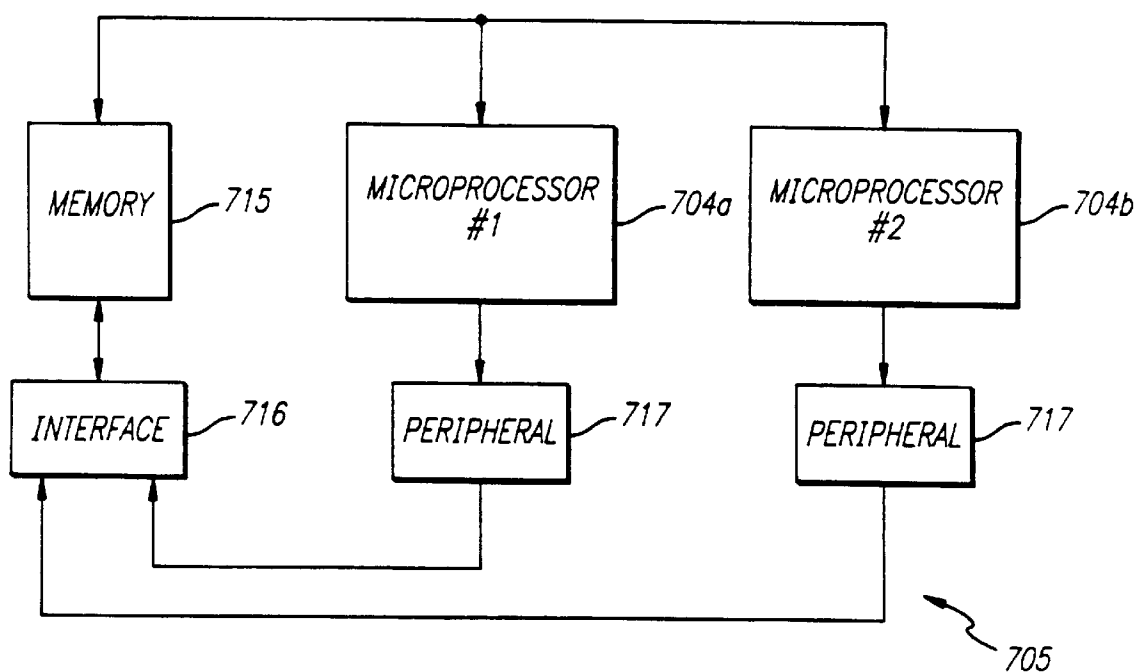 MEMORY
715
MICROPROCESSOR
#1
704a
MICROPROCESSOR
#2
704b
INTERFACE
716
PERIPHERAL
717
PERIPHERAL
717
705